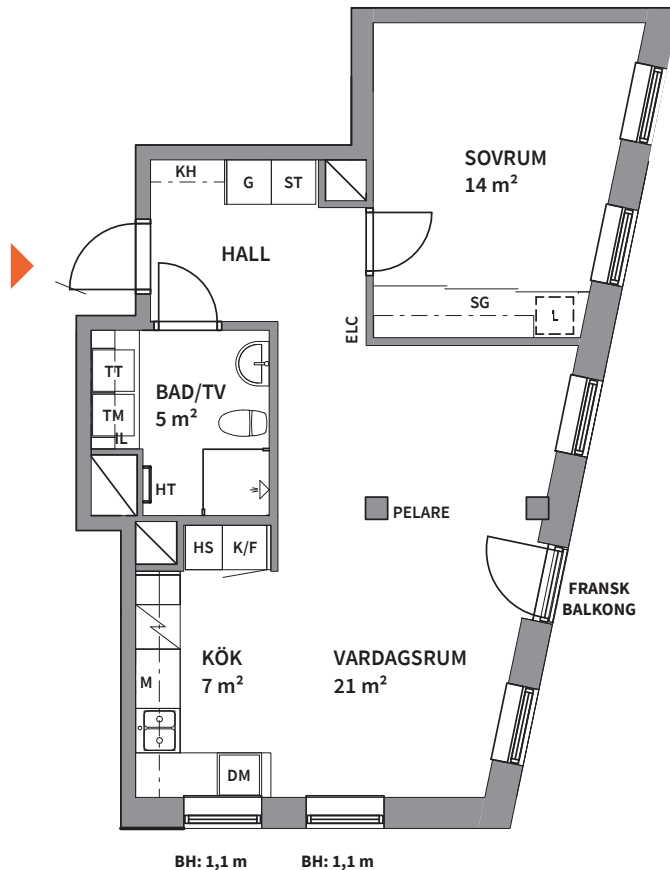 SOVRUM
14 m²
KH
G
ST
HALL
SG
L
ELC
TT
BAD/TV
5 m²
TM
IL
HT
PELARE
HS
K/F
FRANSK
BALKONG
KÖK
7 m²
VARDAGSRUM
21 m²
M
DM
BH: 1,1 m
BH: 1,1 m